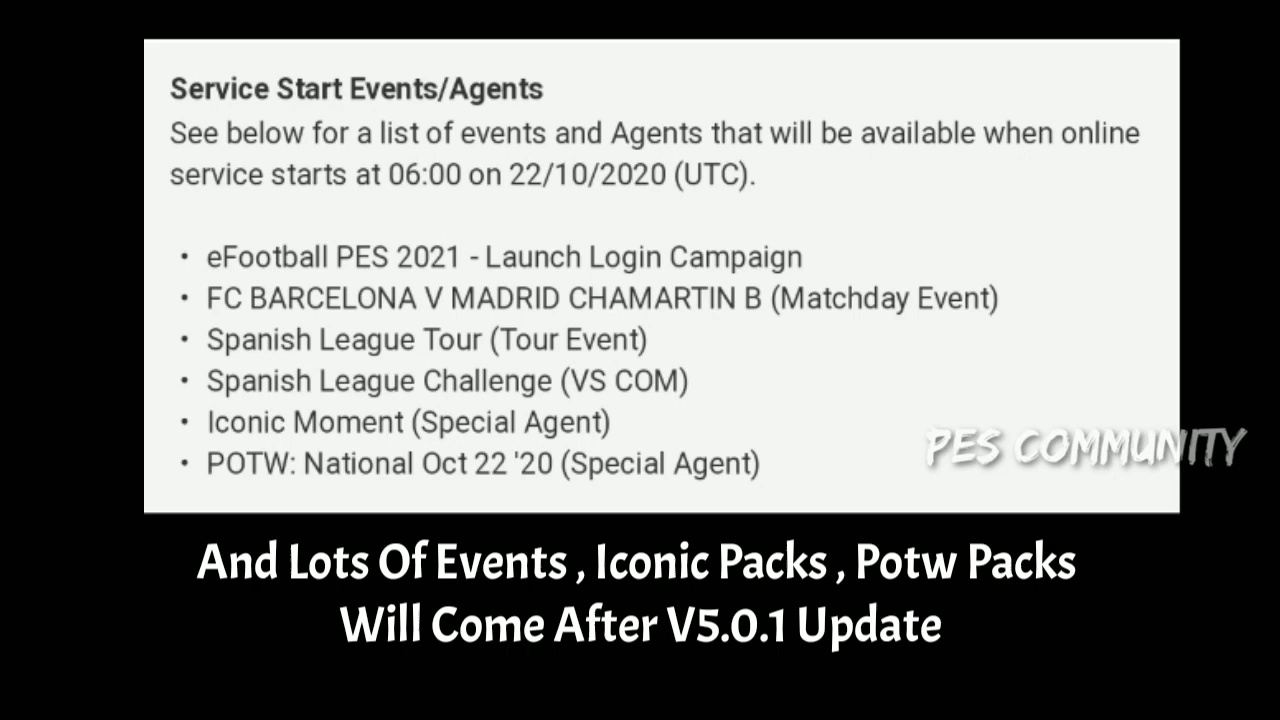 Service Start Events/Agents
See below for a list of events and Agents that will be available when online
service starts at 06:00 on 22/10/2020 (UTC).
• eFootball PES 2021 - Launch Login Campaign
• FC BARCELONA V MADRID CHAMARTIN B (Matchday Event)
• Spanish League Tour (Tour Event)
• Spanish League Challenge (VS COM)
• Iconic Moment (Special Agent)
• POTW: National Oct 22 '20 (Special Agent)
PES COMMUNITY
And Lots Of Events , Iconic Packs , Potw Packs
Will Come After V5.0.1 Update